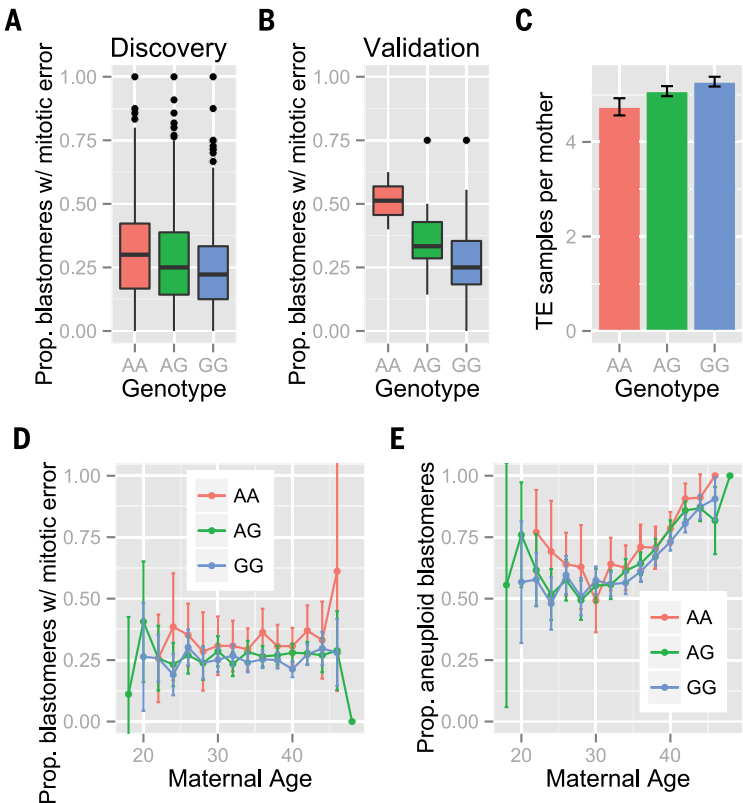 A
Discovery
Prop. blastomeres w/ mitotic error
1.00
0.75
0.50
0.25
0.00
AA AG GG
Genotype
B
Validation
Prop. blastomeres w/ mitotic error
1.00
0.75
0.50
0.25
0.00
AA AG GG
Genotype
C
TE samples per mother
4
2
0
AA AG GG
Genotype
D
Prop. blastomeres w/ mitotic error
1.00
0.75
0.50
0.25
0.00
AA
AG
GG
20 30 40
Maternal Age
E
Prop. aneuploid blastomeres
1.00
0.75
0.50
0.25
0.00
AA
AG
GG
20 30 40
Maternal Age